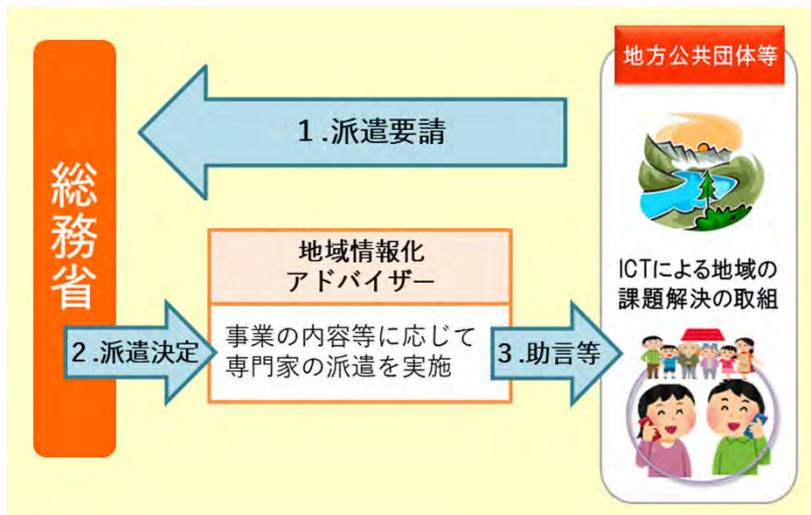 地方公共団体等
1.派遣要請
総務省
地域情報化
アドバイザー
事業の内容等に応じて
専門家の派遣を実施
2.派遣決定
3.助言等
ICTによる地域の
課題解決の取組